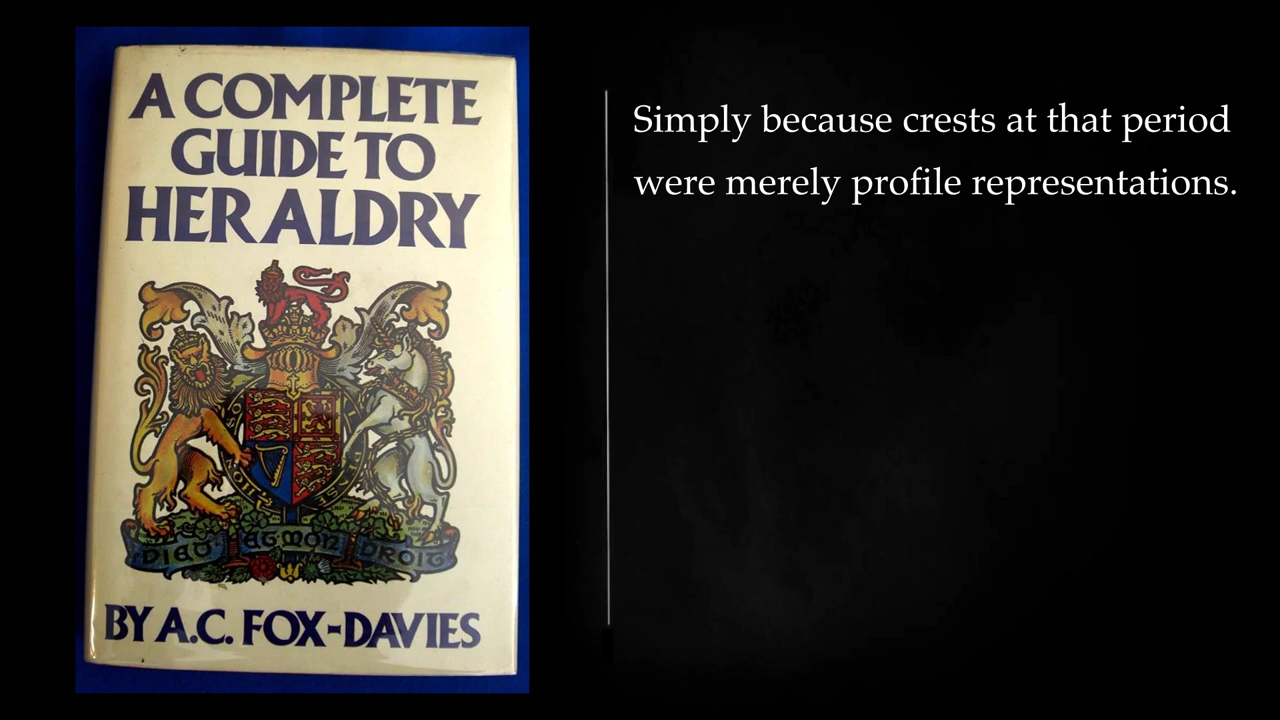 A COMPLETE
GUIDE TO
HERALDRY
DIEU ET MON DROIT
BY A.C. FOX-DAVIES
Simply because crests at that period
were merely profile representations.